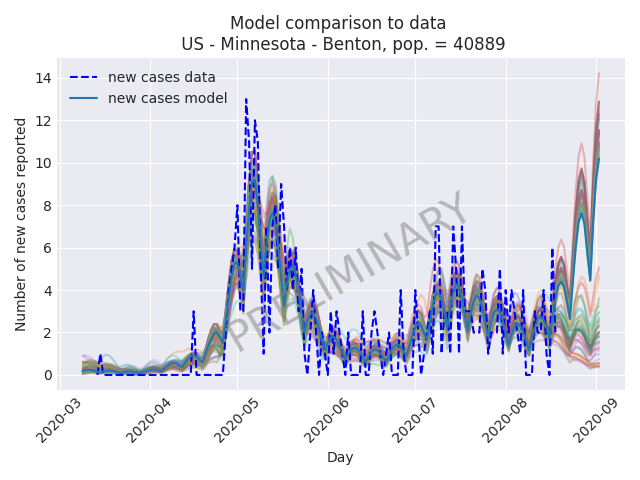 Model comparison to data
US - Minnesota - Benton, pop. = 40889
new cases data
new cases model
14
12
10
8
6
4
2
0
Number of new cases reported
PRELIMINARY
2020-03
2020-04
2020-05
2020-06
2020-07
2020-08
2020-09
Day